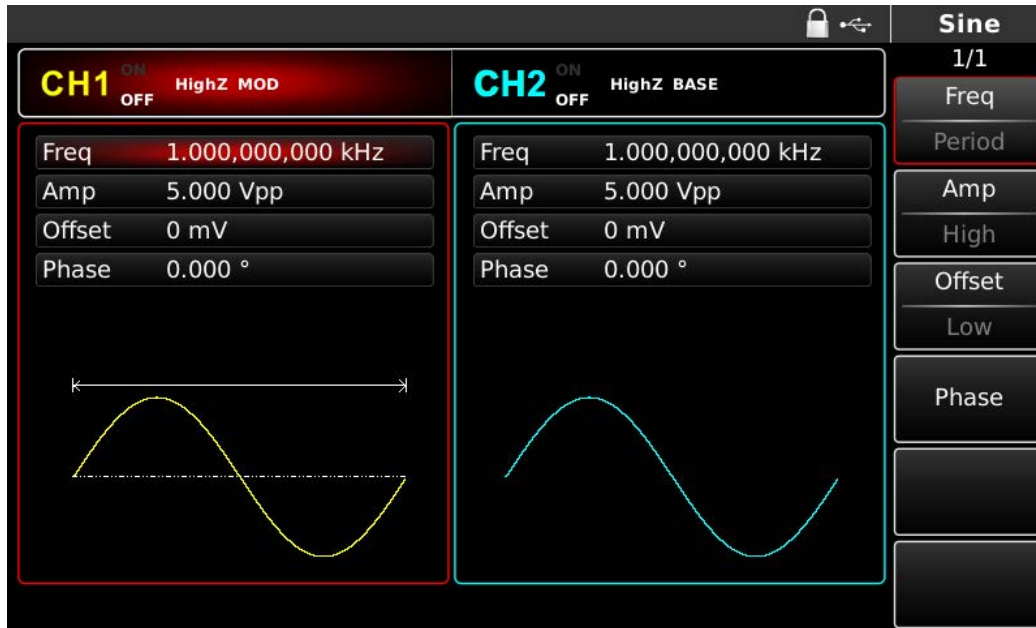 Sine
1/1
CH1 ON OFF HighZ MOD
CH2 ON OFF HighZ BASE
Freq 1.000,000,000 kHz
Amp 5.000 Vpp
Offset 0 mV
Phase 0.000 °
Freq 1.000,000,000 kHz
Amp 5.000 Vpp
Offset 0 mV
Phase 0.000 °
Freq
Period
Amp
High
Offset
Low
Phase